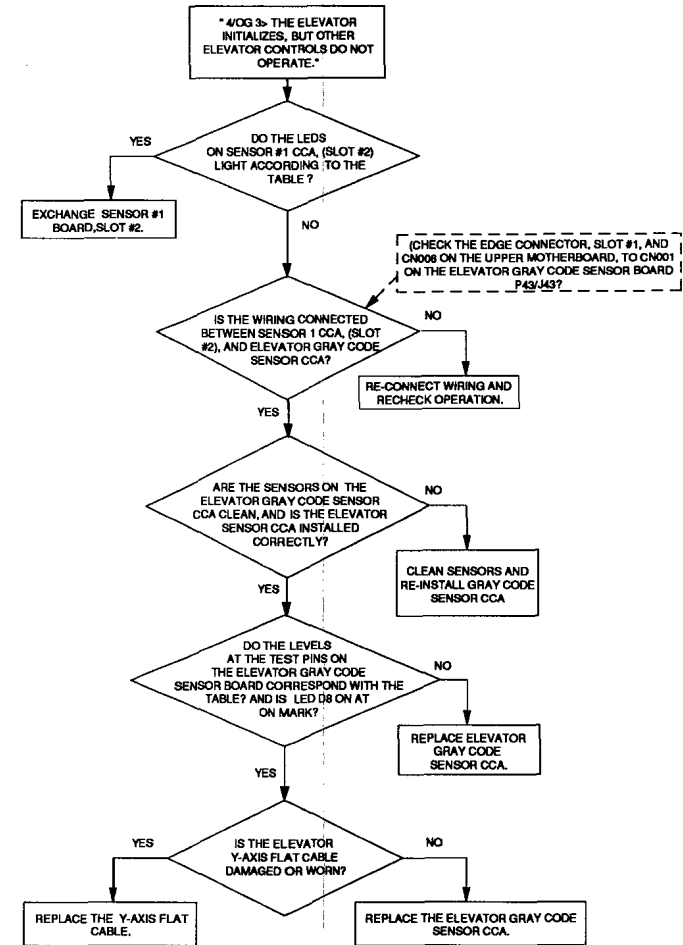 " 4/OG 3> THE ELEVATOR
INITIALIZES, BUT OTHER
ELEVATOR CONTROLS DO NOT
OPERATE."
DO THE LEDS
ON SENSOR #1 CCA, (SLOT #2)
LIGHT ACCORDING TO THE
TABLE ?
YES
EXCHANGE SENSOR #1
BOARD,SLOT #2.
NO
(CHECK THE EDGE CONNECTOR, SLOT #1, AND
CN006 ON THE UPPER MOTHERBOARD, TO CN001
ON THE ELEVATOR GRAY CODE SENSOR BOARD
P43/J43?
IS THE WIRING CONNECTED
BETWEEN SENSOR 1 CCA, (SLOT
#2), AND ELEVATOR GRAY CODE
SENSOR CCA?
NO
RE-CONNECT WIRING AND
RECHECK OPERATION.
YES
ARE THE SENSORS ON THE
ELEVATOR GRAY CODE SENSOR
CCA CLEAN, AND IS THE ELEVATOR
SENSOR CCA INSTALLED
CORRECTLY?
NO
CLEAN SENSORS AND
RE-INSTALL GRAY CODE
SENSOR CCA
YES
DO THE LEVELS
AT THE TEST PINS ON
THE ELEVATOR GRAY CODE
SENSOR BOARD CORRESPOND WITH THE
TABLE? AND IS LED D8 ON AT
ON MARK?
NO
REPLACE ELEVATOR
GRAY CODE
SENSOR CCA.
YES
IS THE ELEVATOR
Y-AXIS FLAT CABLE
DAMAGED OR WORN?
YES
REPLACE THE Y-AXIS FLAT
CABLE.
NO
REPLACE THE ELEVATOR GRAY CODE
SENSOR CCA.